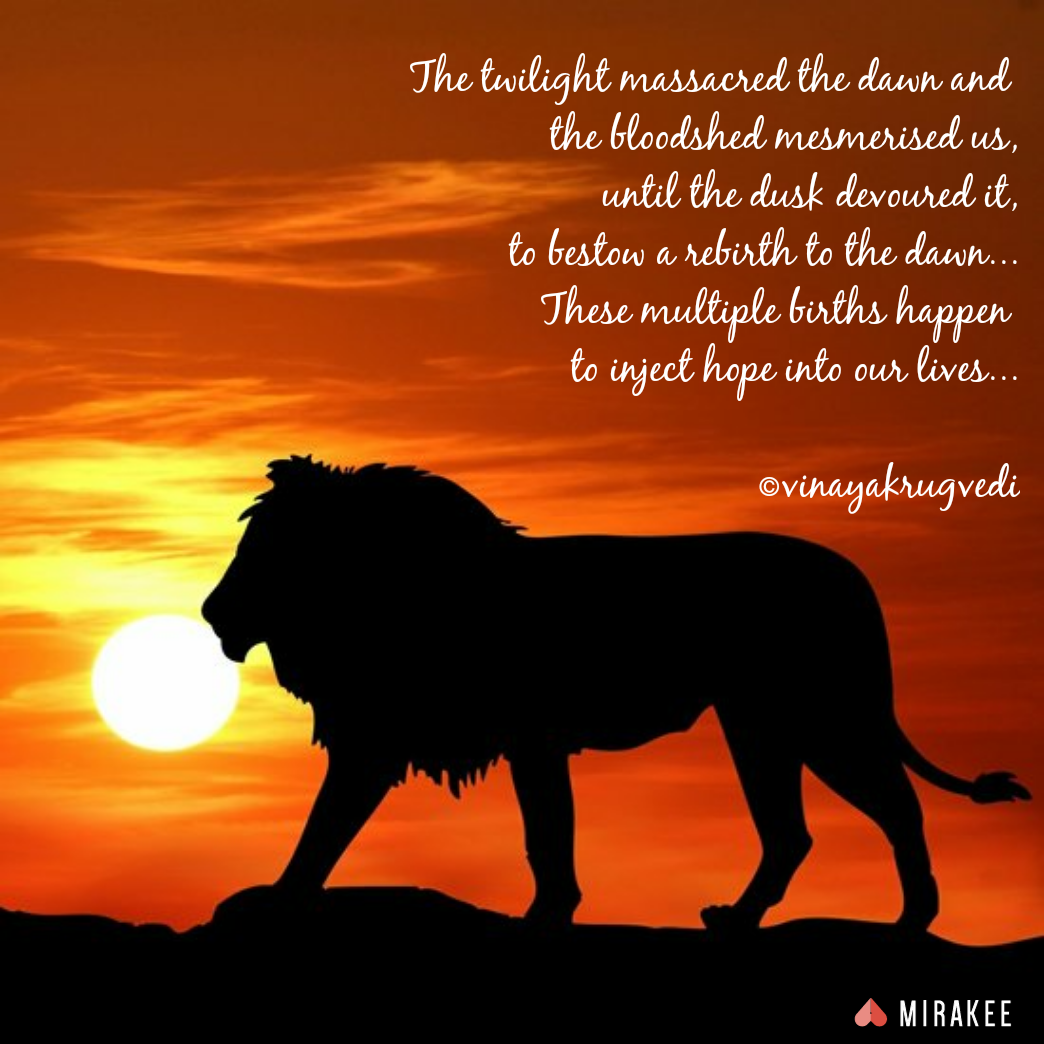 The twilight massacred the dawn and
the bloodshed mesmerised us,
until the dusk devoured it,
to bestow a rebirth to the dawn...
These multiple births happen
to inject hope into our lives...
©vinayakrugvedi
MIRAKEE